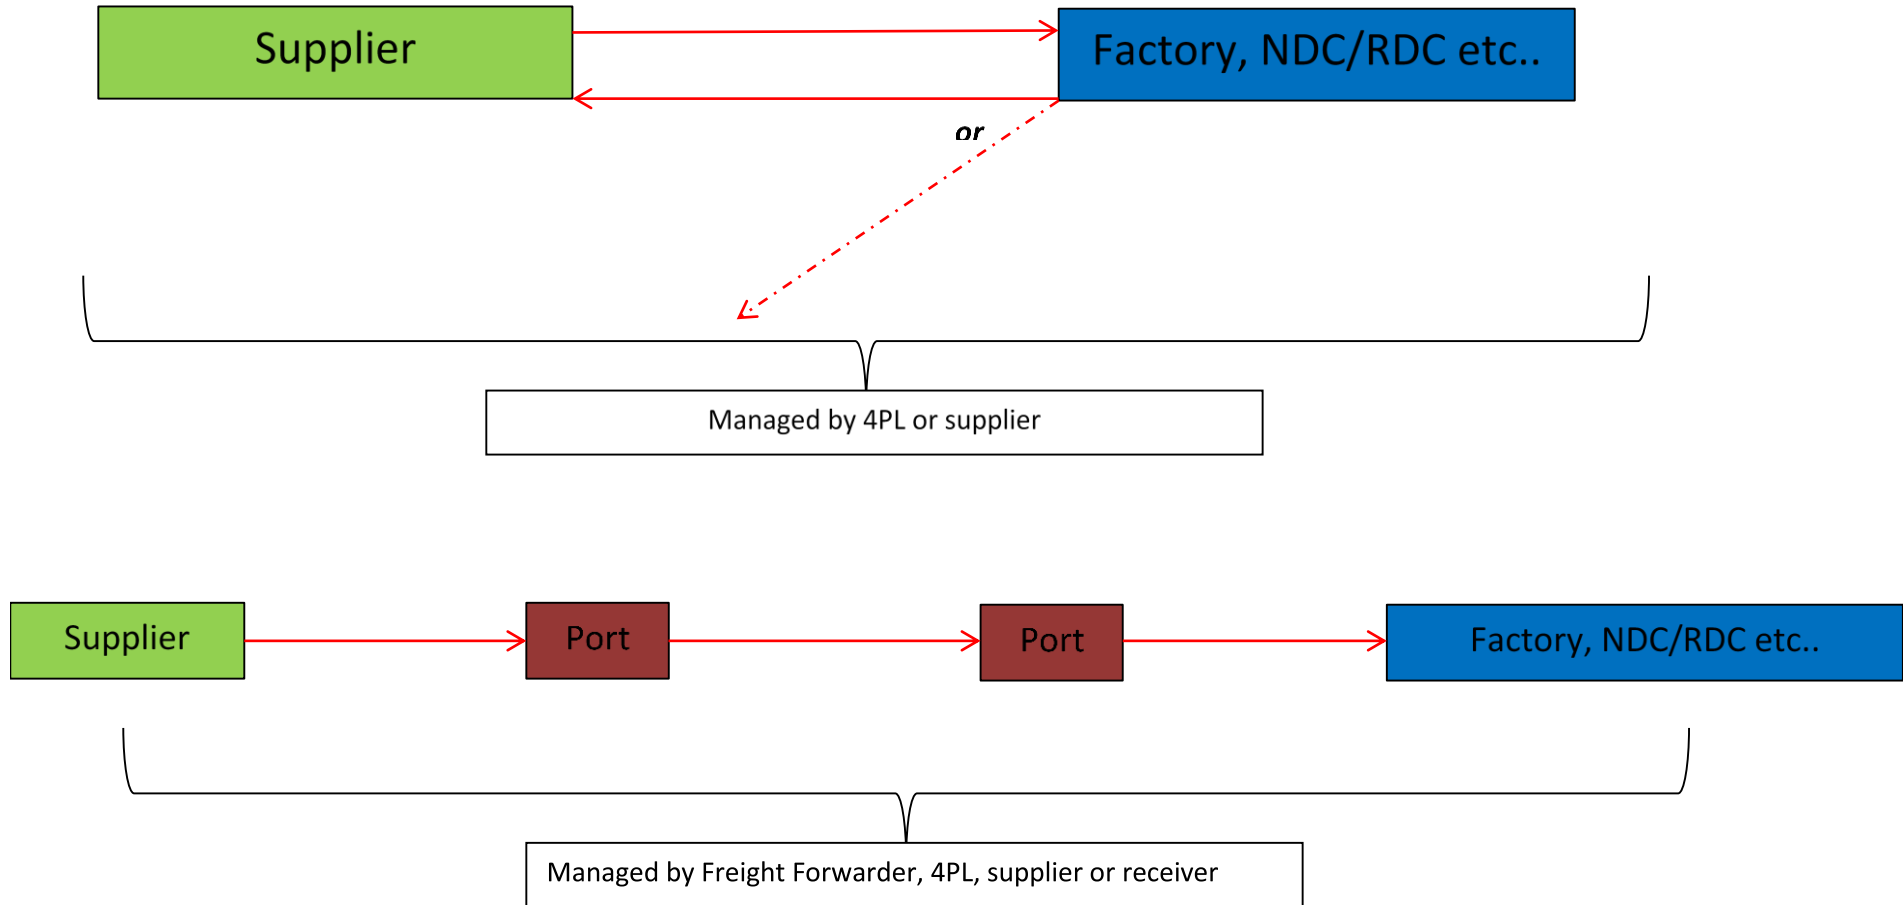 Supplier
Factory, NDC/RDC etc..
or
Managed by 4PL or supplier
Supplier
Port
Port
Factory, NDC/RDC etc..
Managed by Freight Forwarder, 4PL, supplier or receiver